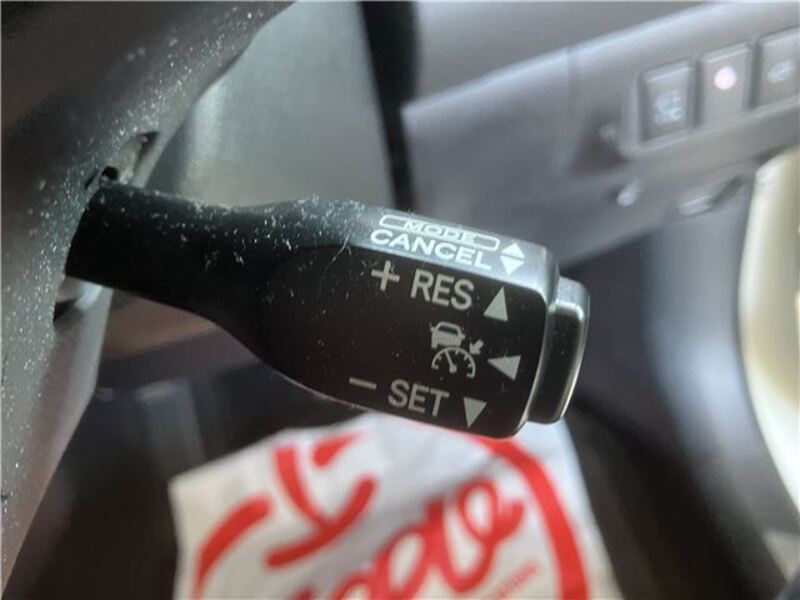 MODE
CANCEL
+ RES
- SET